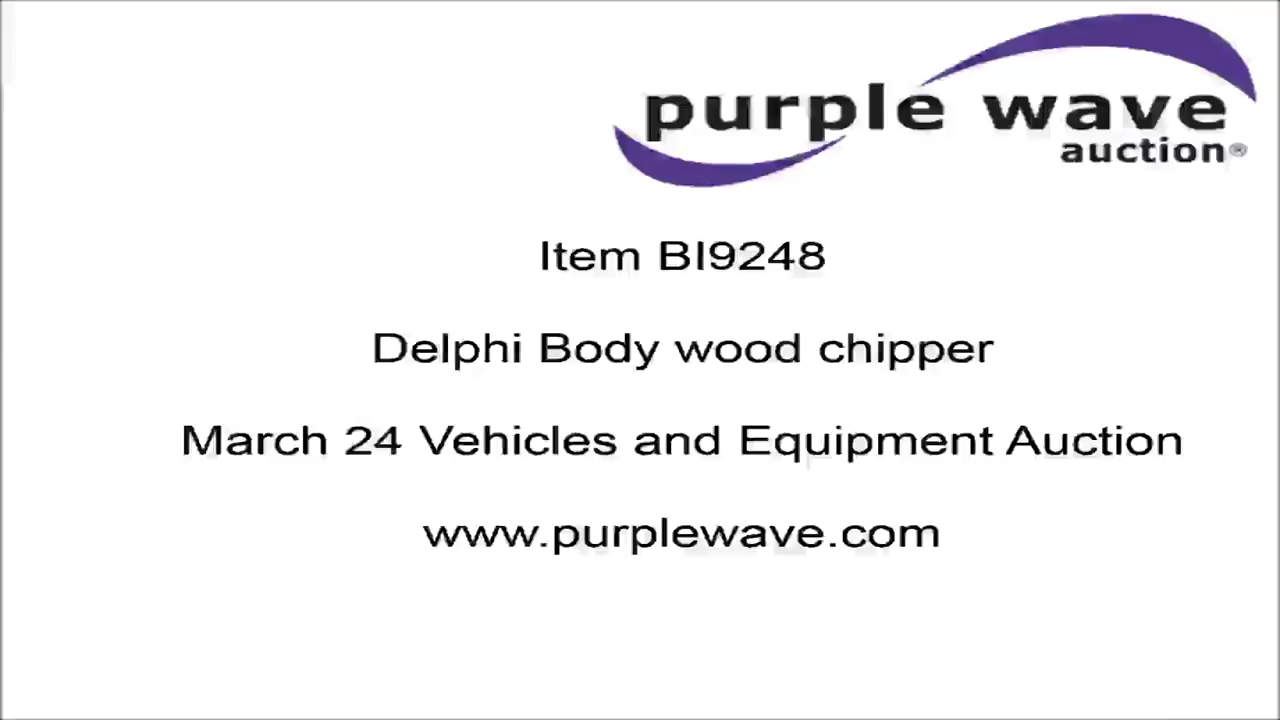 purple wave
auction®
Item BI9248
Delphi Body wood chipper
March 24 Vehicles and Equipment Auction
www.purplewave.com